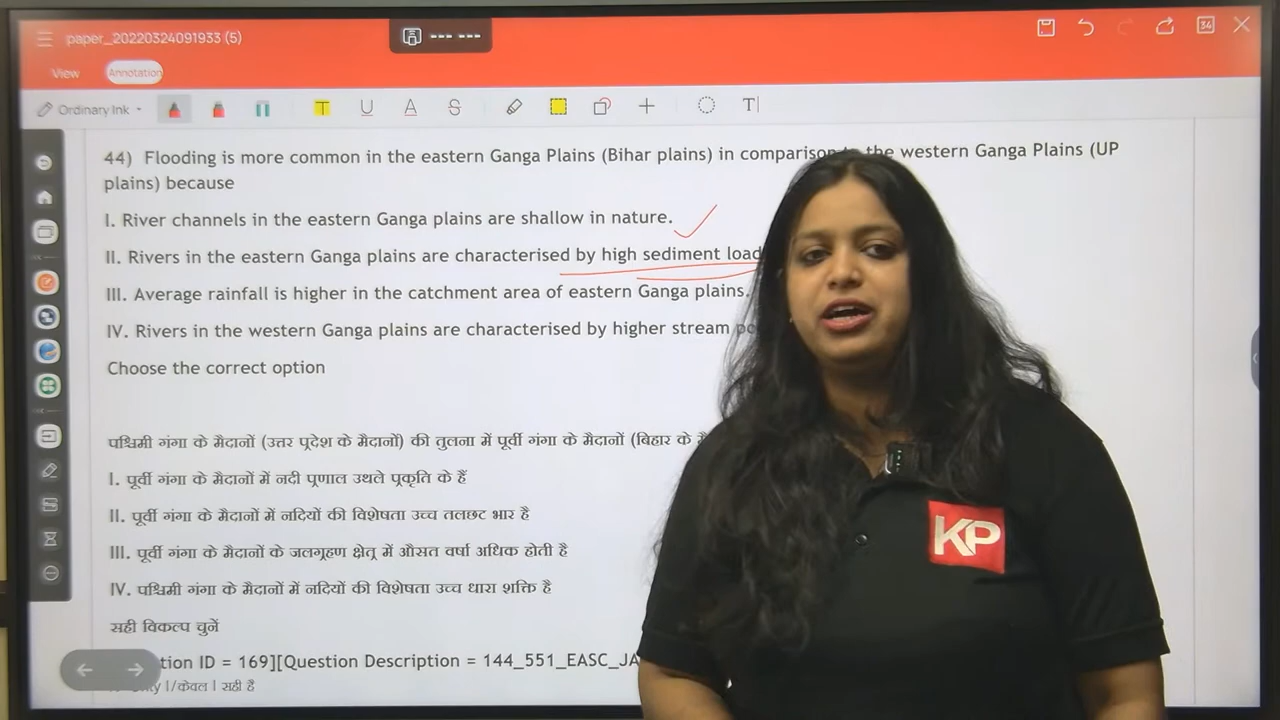 paper_20220324091933 (5)
34
View
Annotation
Ordinary Ink
T U A S T
44) Flooding is more common in the eastern Ganga Plains (Bihar plains) in comparison the western Ganga Plains (UP
plains) because
I. River channels in the eastern Ganga plains are shallow in nature.
II. Rivers in the eastern Ganga plains are characterised by high sediment load
III. Average rainfall is higher in the catchment area of eastern Ganga plains.
IV. Rivers in the western Ganga plains are characterised by higher stream
Choose the correct option
पश्चिमी गंगा के मैदानों (उत्तर प्रदेश के मैदानों) की तुलना में पूर्वी गंगा के मैदानों (बिहार के
I. पूर्वी गंगा के मैदानों में नदी प्रणाल उथले प्रकृति के हैं
II. पूर्वी गंगा के मैदानों में नदियों की विशेषता उच्च तलछट भार है
III. पूर्वी गंगा के मैदानों के जलग्रहण क्षेत्र में औसत वर्षा अधिक होती है
IV. पश्चिमी गंगा के मैदानों में नदियों की विशेषता उच्च धारा शक्ति है
सही विकल्प चुनें
ID = 169][Question Description = 144_551_EASC_JA
I/केवल I सही है
KP